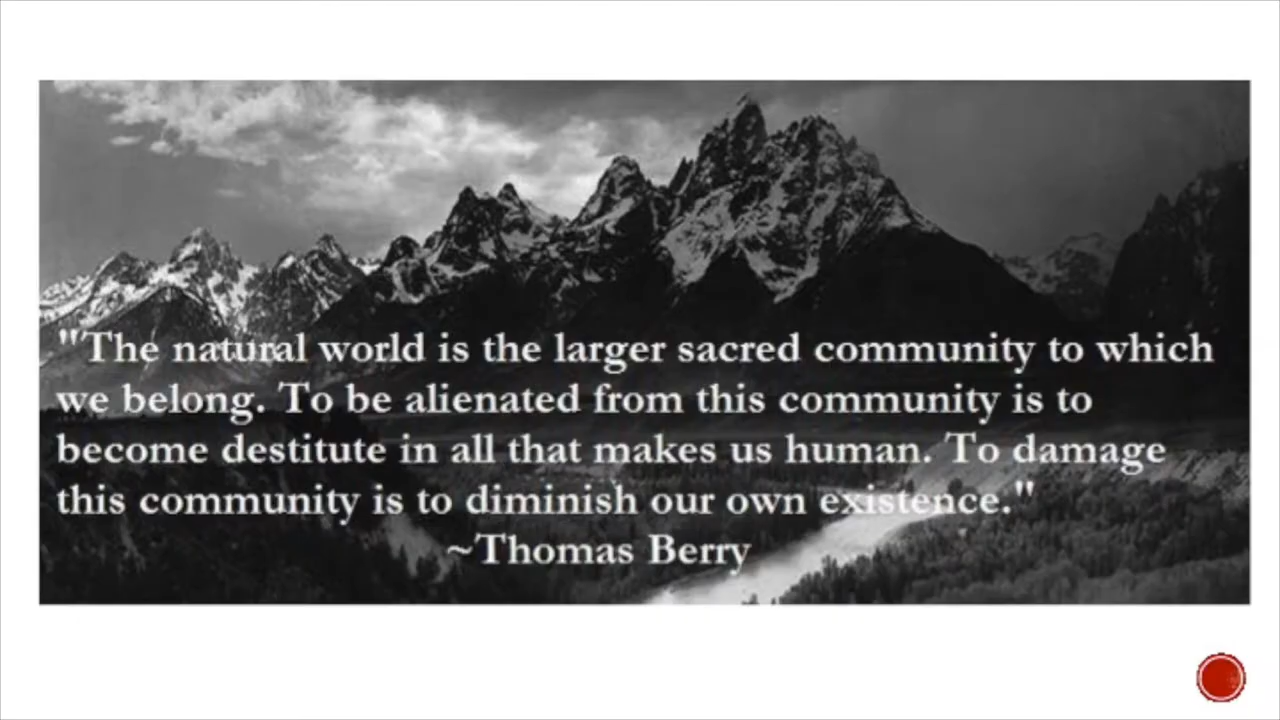 "The natural world is the larger sacred community to which
we belong. To be alienated from this community is to
become destitute in all that makes us human. To damage
this community is to diminish our own existence."
~Thomas Berry